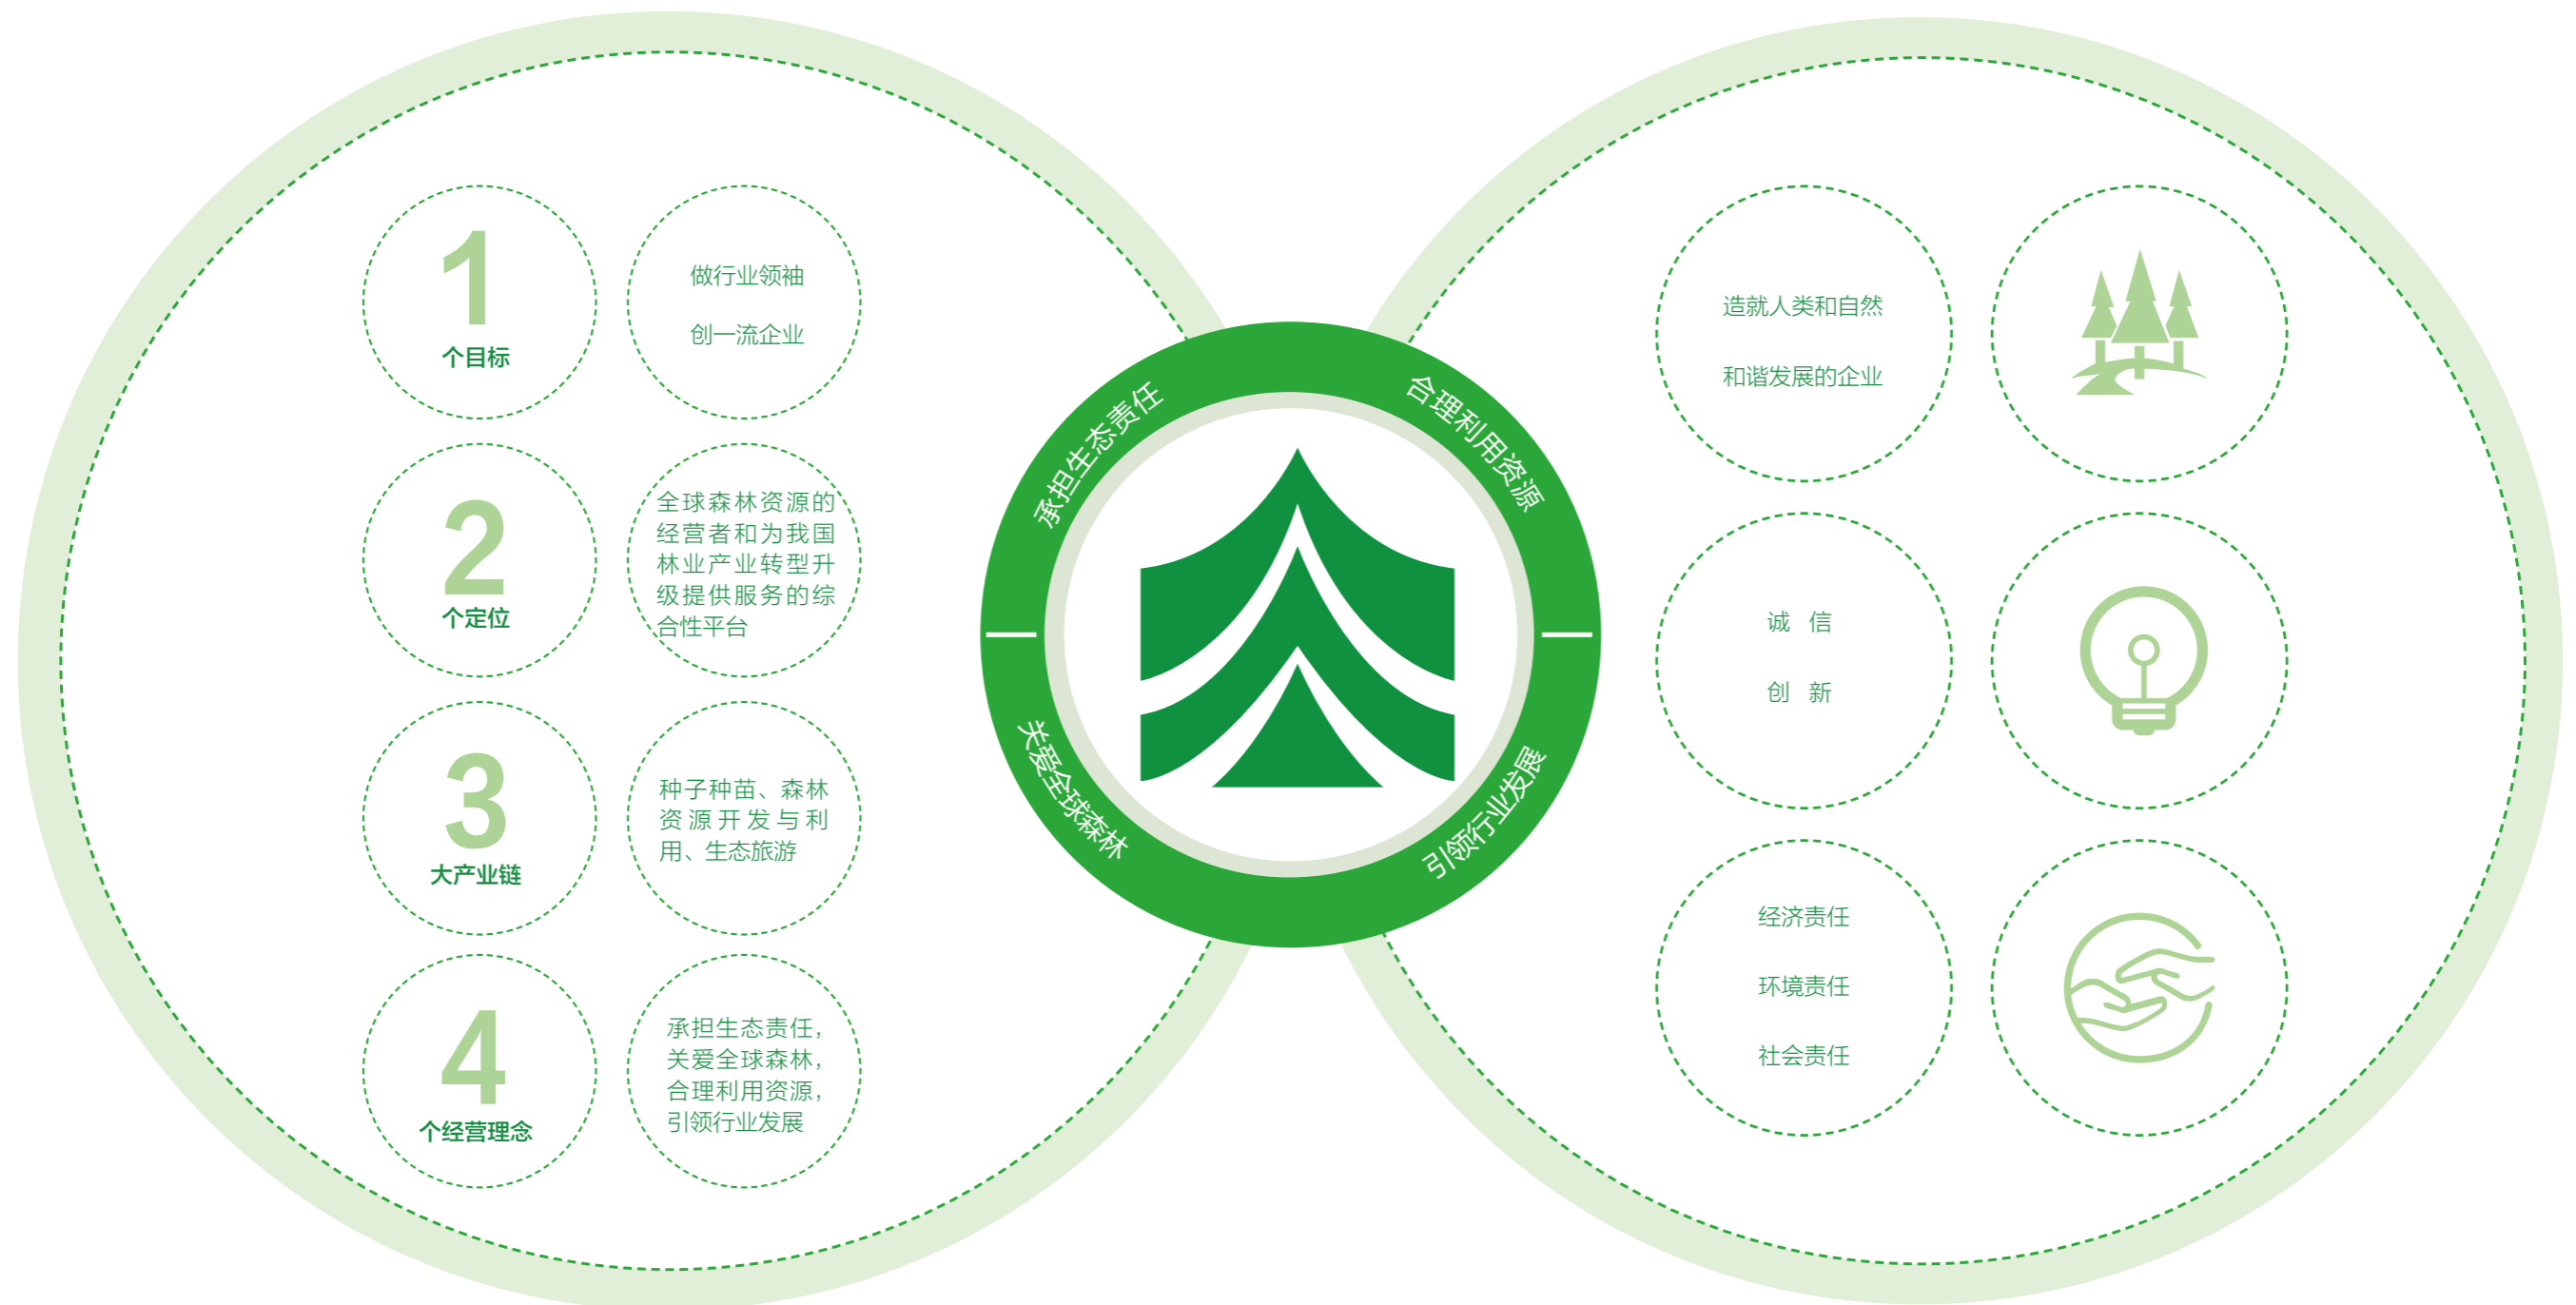 1
个目标
做行业领袖
创一流企业
2
个定位
全球森林资源的
经营者和为我国
林业产业转型升
级提供服务的综
合性平台
3
大产业链
种子种苗、森林
资源开发与利
用、生态旅游
4
个经营理念
承担生态责任，
关爱全球森林，
合理利用资源，
引领行业发展
承担生态责任
合理利用资源
关爱全球森林
引领行业发展
造就人类和自然
和谐发展的企业
诚 信
创 新
经济责任
环境责任
社会责任